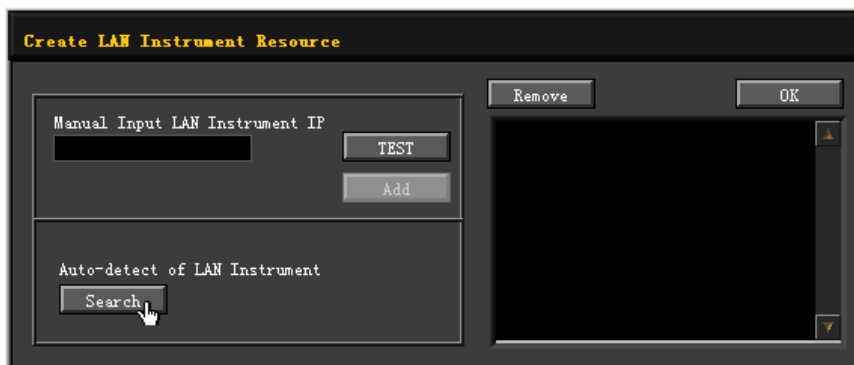 Create LAN Instrument Resource
Remove
OK
Manual Input LAN Instrument IP
TEST
Add
Auto-detect of LAN Instrument
Search